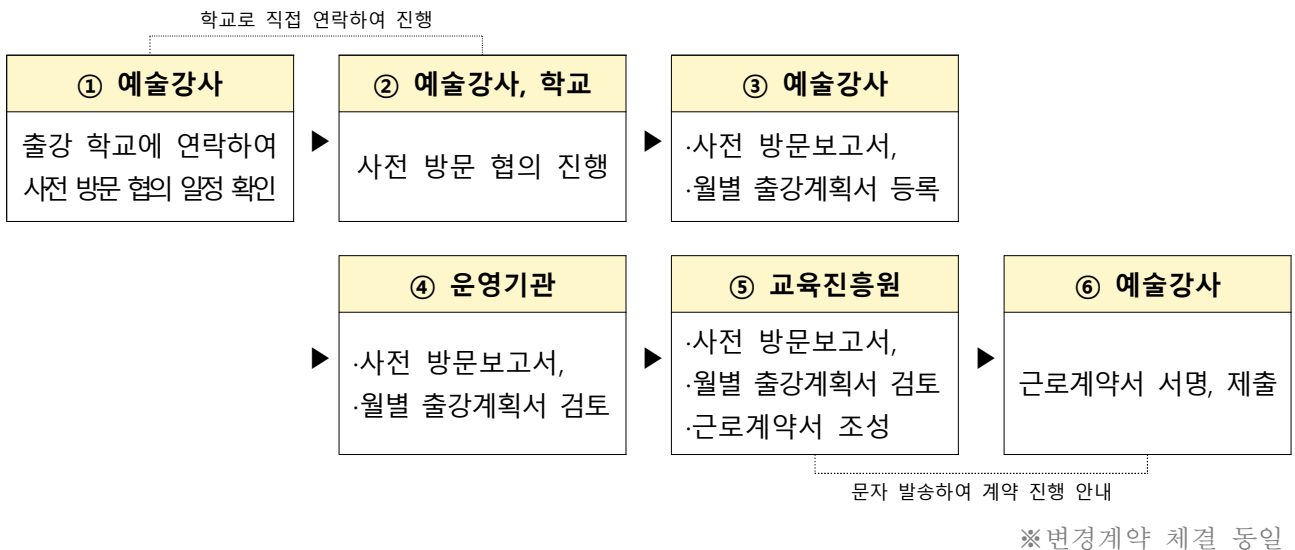 학교로 직접 연락하여 진행
① 예술강사
출강 학교에 연락하여
사전 방문 협의 일정 확인
▶
② 예술강사, 학교
사전 방문 협의 진행
▶
③ 예술강사
·사전 방문보고서,
·월별 출강계획서 등록
▶
④ 운영기관
·사전 방문보고서,
·월별 출강계획서 검토
▶
⑤ 교육진흥원
·사전 방문보고서,
·월별 출강계획서 검토
·근로계약서 조성
▶
⑥ 예술강사
근로계약서 서명, 제출
문자 발송하여 계약 진행 안내
※변경계약 체결 동일